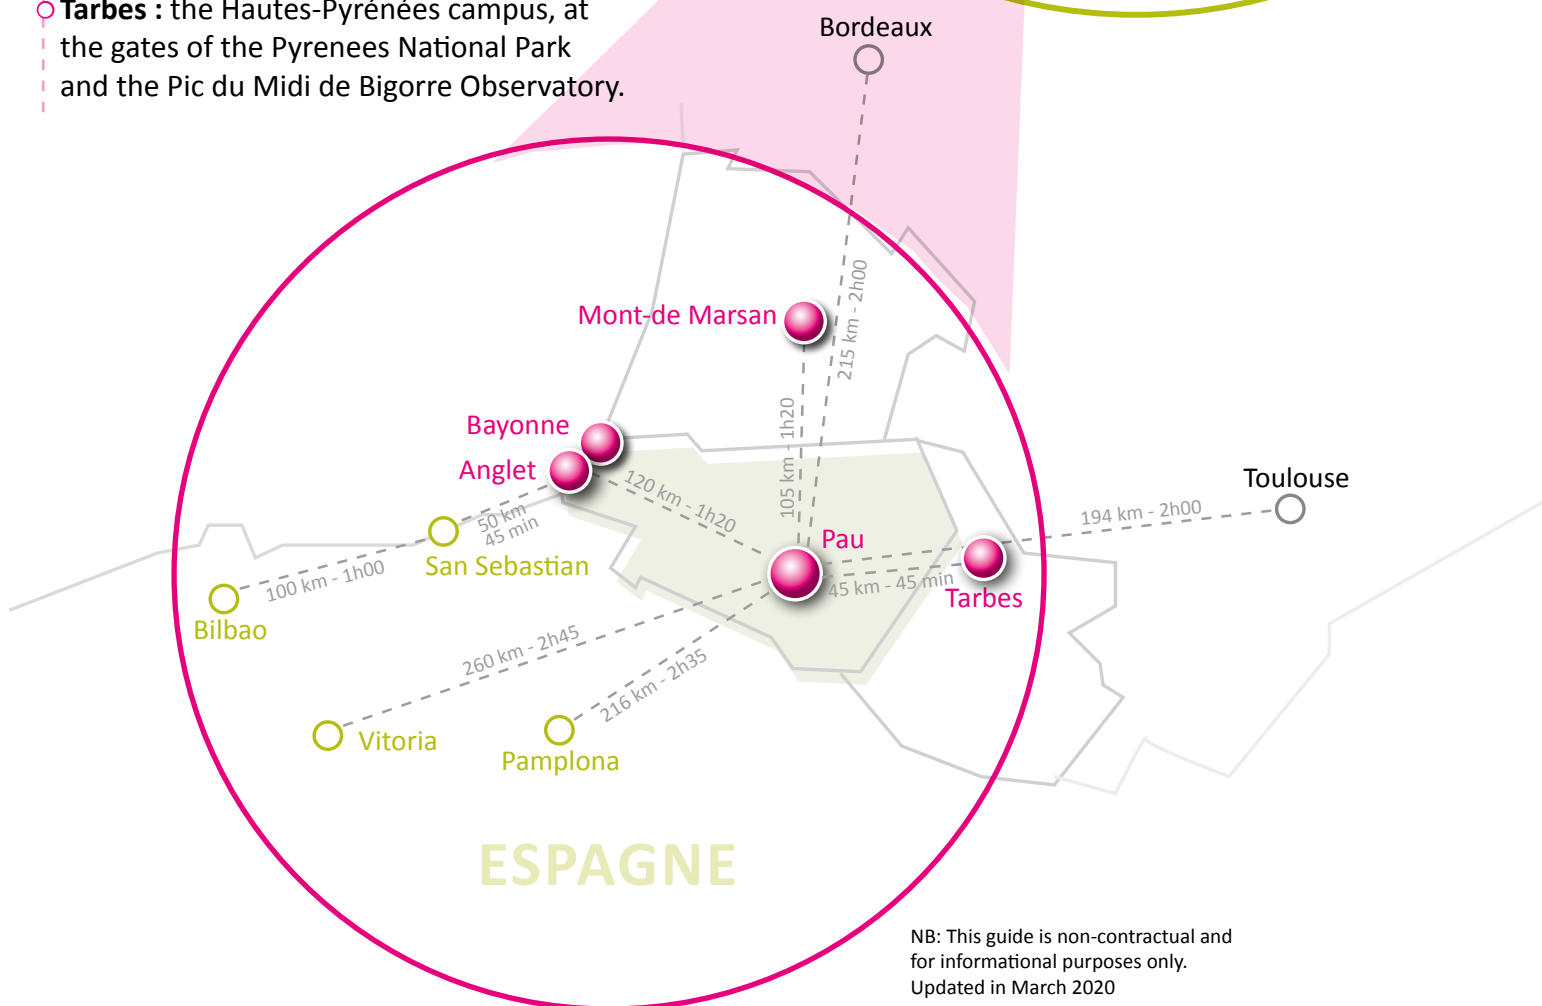 Tarbes : the Hautes-Pyrénées campus, at
the gates of the Pyrenees National Park
and the Pic du Midi de Bigorre Observatory.
Bordeaux
215 km - 2h00
Mont-de Marsan
105 km - 1h20
Bayonne
Anglet
120 km - 1h20
Toulouse
194 km - 2h00
50 km
45 min
Pau
San Sebastian
100 km - 1h00
45 km - 45 min
Tarbes
Bilbao
260 km - 2h45
216 km - 2h35
Vitoria
Pamplona
ESPAGNE
NB: This guide is non-contractual and
for informational purposes only.
Updated in March 2020